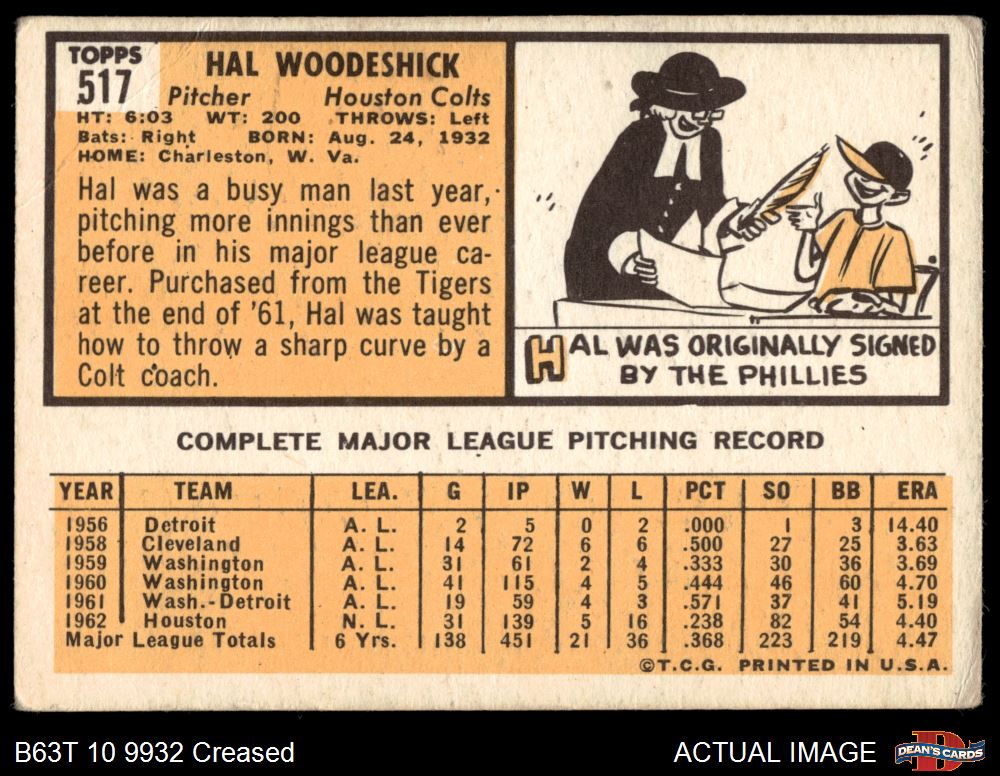 TOPPS
517
HAL WOODESHICK
Pitcher Houston Colts
HT: 6:03 WT: 200 THROWS: Left
Bats: Right BORN: Aug. 24, 1932
HOME: Charleston, W. Va.
Hal was a busy man last year,
pitching more innings than ever
before in his major league ca-
reer. Purchased from the Tigers
at the end of '61, Hal was taught
how to throw a sharp curve by a
Colt coach.
HAL WAS ORIGINALLY SIGNED
BY THE PHILLIES
COMPLETE MAJOR LEAGUE PITCHING RECORD
YEAR TEAM LEA. G IP W L PCT SO BB ERA
1956 Detroit A. L. 2 5 0 2 .000 1 3 14.40
1958 Cleveland A. L. 14 72 6 6 .500 27 25 3.63
1959 Washington A. L. 31 61 2 4 .333 30 36 3.69
1960 Washington A. L. 41 115 4 5 .444 46 60 4.70
1961 Wash.-Detroit A. L. 19 59 4 3 .571 37 41 5.19
1962 Houston N. L. 31 139 5 16 .238 82 54 4.40
Major League Totals 6 Yrs. 138 451 21 36 .368 223 219 4.47
©T.C.G. PRINTED IN U.S.A.
B63T 10 9932 Creased ACTUAL IMAGE
D
DEAN'S CARDS